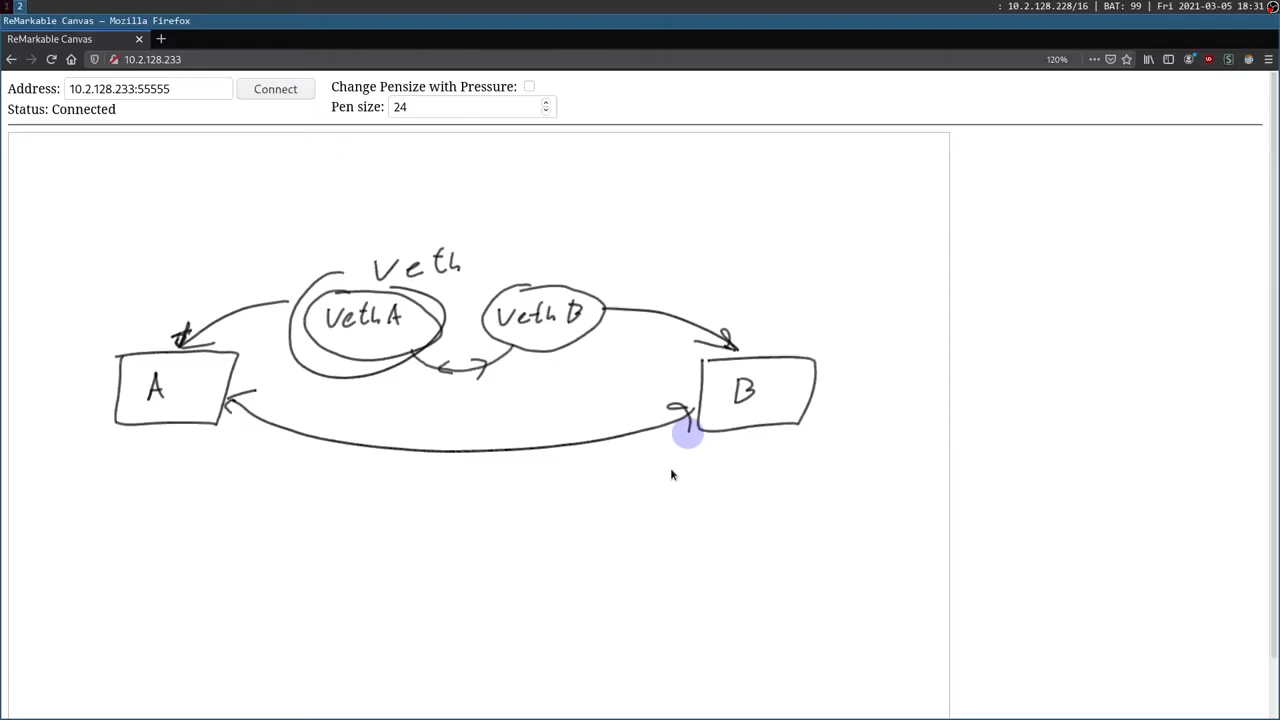 1 2
: 10.2.128.228/16 | BAT: 99 | Fri 2021-03-05 18:31
ReMarkable Canvas — Mozilla Firefox
ReMarkable Canvas
10.2.128.233
120%
Address: 10.2.128.233:55555 Connect
Status: Connected
Change Pensize with Pressure:
Pen size: 24
Veth
VethA
VethB
A
B